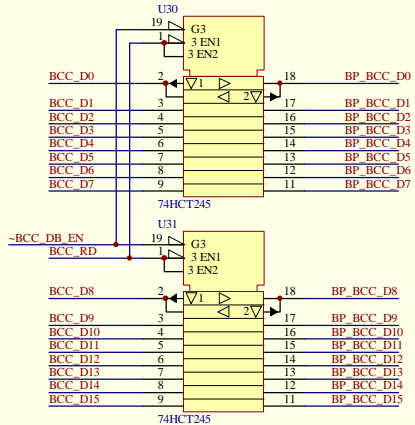 U30
19 G3
1 3 EN1
3 EN2
BCC_D0 2 1 18 BP_BCC_D0
2
BCC_D1 3 17 BP_BCC_D1
BCC_D2 4 16 BP_BCC_D2
BCC_D3 5 15 BP_BCC_D3
BCC_D4 6 14 BP_BCC_D4
BCC_D5 7 13 BP_BCC_D5
BCC_D6 8 12 BP_BCC_D6
BCC_D7 9 11 BP_BCC_D7
74HCT245
U31
~BCC_DB_EN 19 G3
BCC_RD 1 3 EN1
3 EN2
BCC_D8 2 1 18 BP_BCC_D8
2
BCC_D9 3 17 BP_BCC_D9
BCC_D10 4 16 BP_BCC_D10
BCC_D11 5 15 BP_BCC_D11
BCC_D12 6 14 BP_BCC_D12
BCC_D13 7 13 BP_BCC_D13
BCC_D14 8 12 BP_BCC_D14
BCC_D15 9 11 BP_BCC_D15
74HCT245